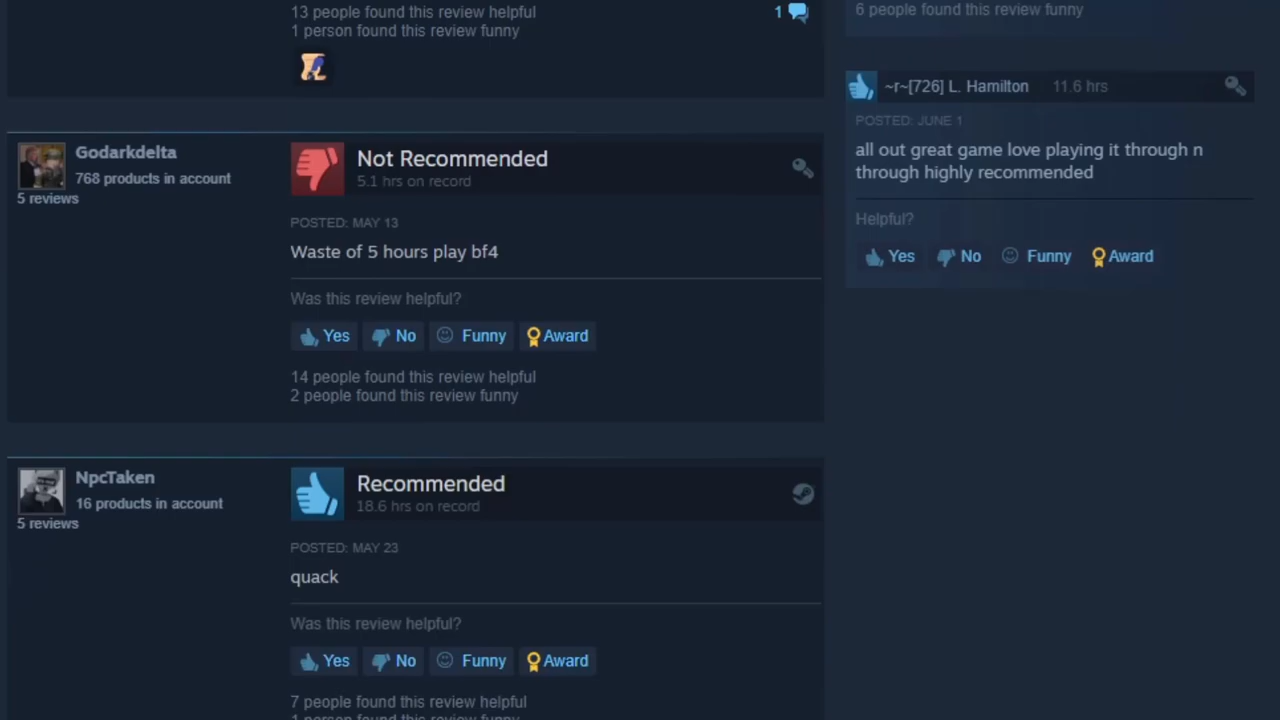 13 people found this review helpful
1 person found this review funny
1
Godarkdelta
768 products in account
5 reviews
Not Recommended
5.1 hrs on record
POSTED: MAY 13
Waste of 5 hours play bf4
Was this review helpful?
Yes No Funny Award
14 people found this review helpful
2 people found this review funny
NpcTaken
16 products in account
5 reviews
Recommended
18.6 hrs on record
POSTED: MAY 23
quack
Was this review helpful?
Yes No Funny Award
7 people found this review helpful
1 person found this review funny
6 people found this review funny
~r~[726] L. Hamilton 11.6 hrs
POSTED: JUNE 1
all out great game love playing it through n
through highly recommended
Helpful?
Yes No Funny Award